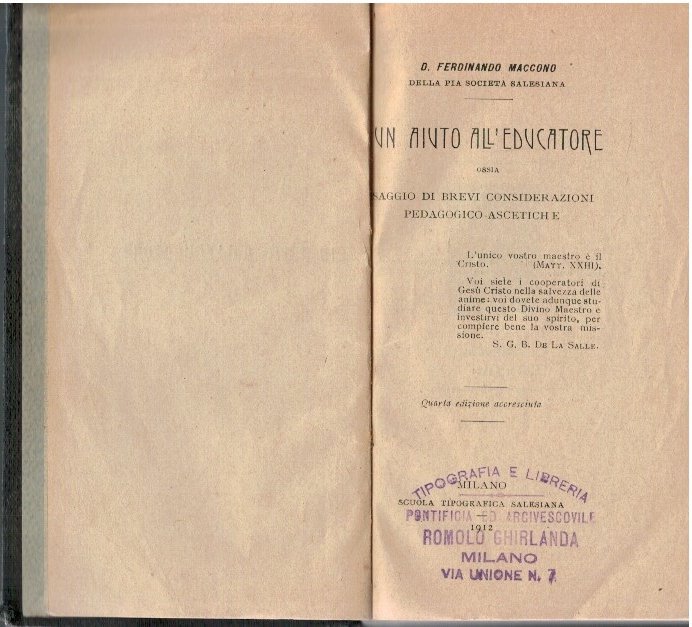 D. FERDINANDO MACCONO
DELLA PIA SOCIETÀ SALESIANA
UN AIUTO ALL'EDUCATORE
OSSIA
SAGGIO DI BREVI CONSIDERAZIONI
PEDAGOGICO-ASCETICHE
L'unico vostro maestro è il
Cristo. (MATT. XXIII).
Voi siete i cooperatori di
Gesù Cristo nella salvezza delle
anime: voi dovete adunque stu-
diare questo Divino Maestro e
investirvi del suo spirito, per
compiere bene la vostra mis-
sione.
S. G. B. DE LA SALLE.
Quarta edizione accresciuta
TIPOGRAFIA E LIBRERIA
MILANO
SCUOLA TIPOGRAFICA SALESIANA
PONTIFICIA ED ARCIVESCOVILE
1912
ROMOLO GHIRLANDA
MILANO
VIA UNIONE N. 7